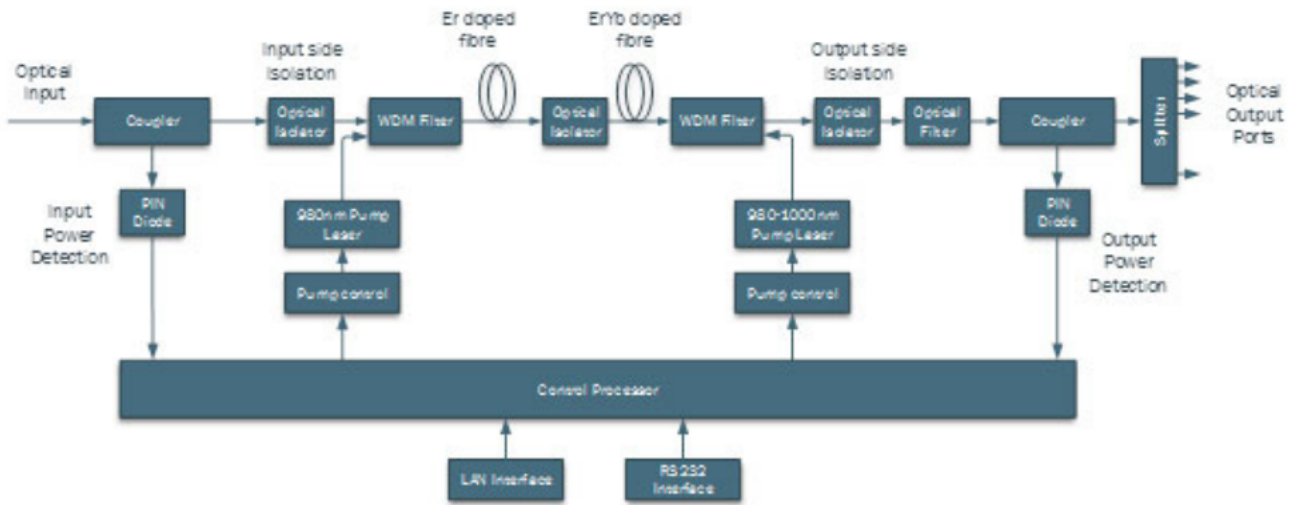 Er doped
fibre
ErYb doped
fibre
Input side
Isolation
Output side
Isolation
Optical
Input
Coupler
Optical
Isolator
WDM Filter
Optical
Isolator
WDM Filter
Optical
Isolator
Optical
Filter
Coupler
Splitter
Optical
Output
Ports
PIN
Diode
Input
Power
Detection
980nm Pump
Laser
980-1000nm
Pump Laser
PIN
Diode
Output
Power
Detection
Pump control
Pump control
Control Processor
LAN Interface
RS232
Interface